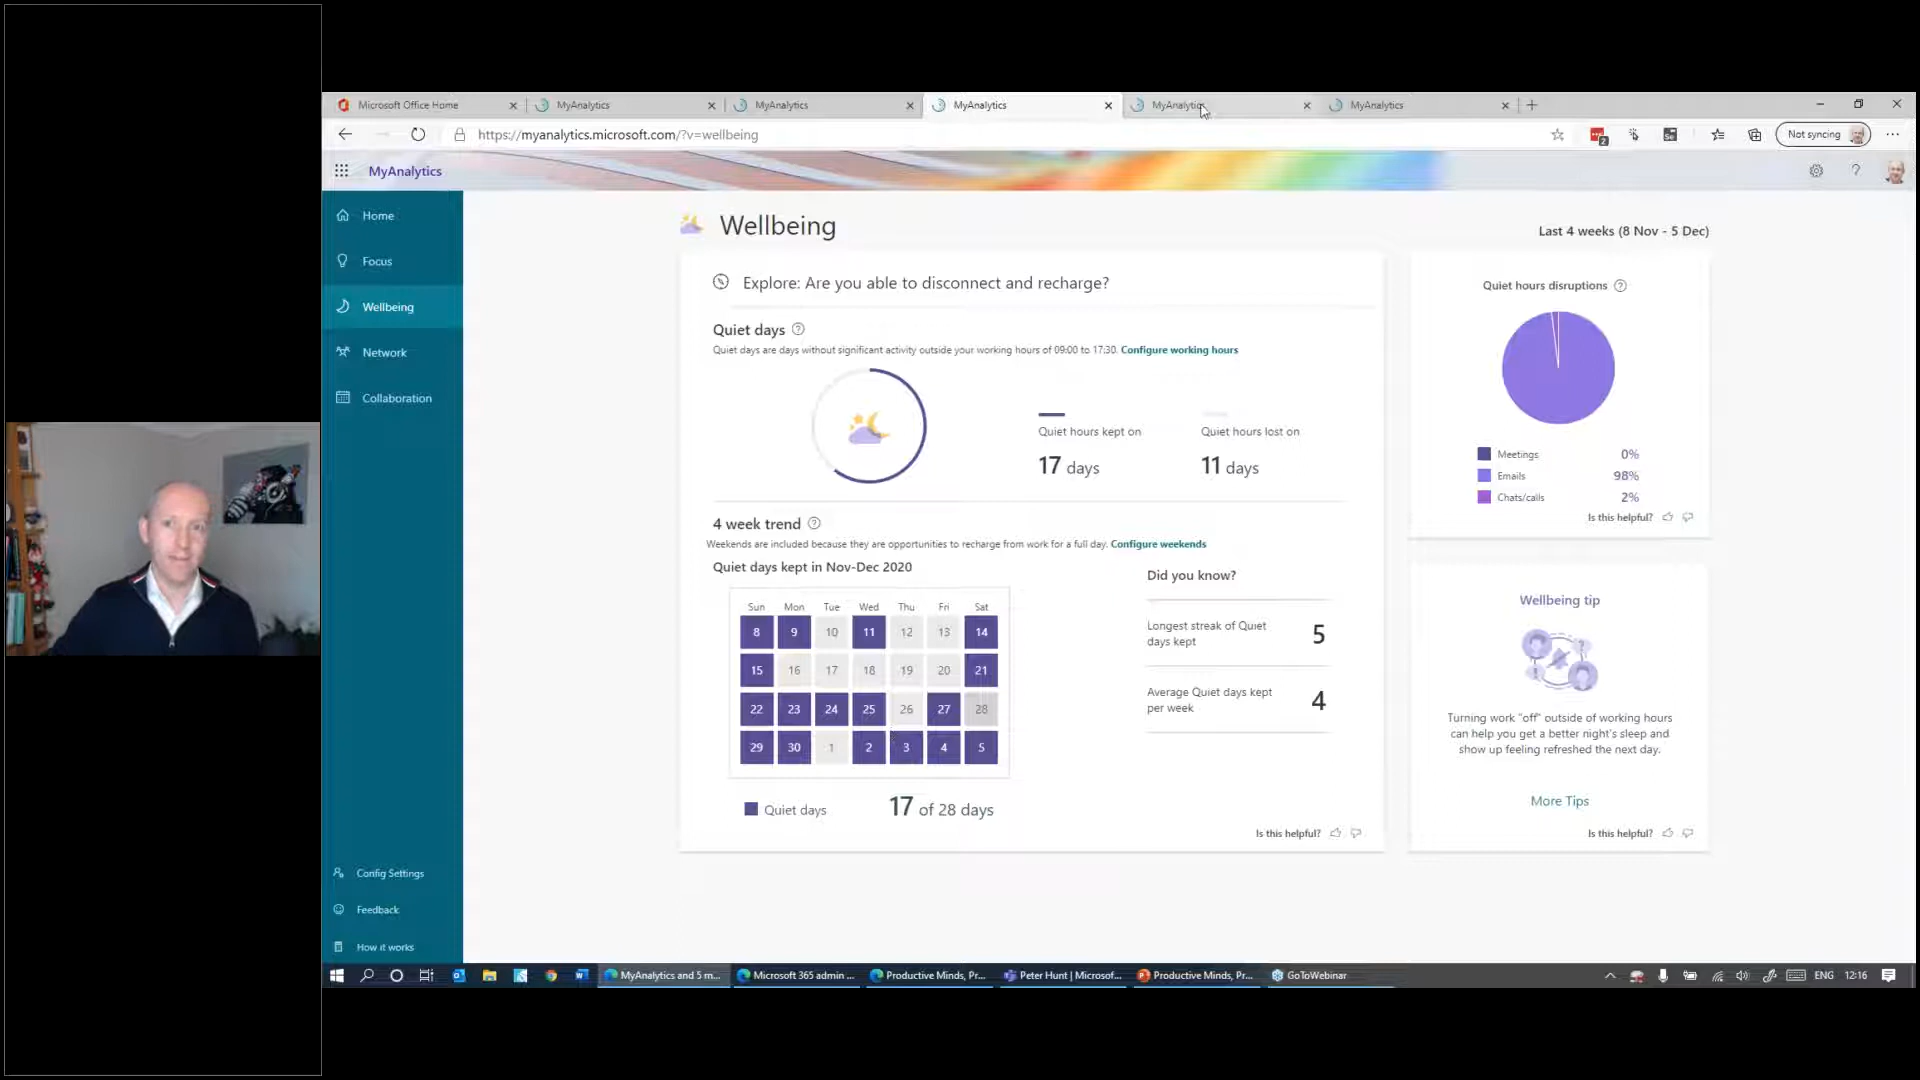 Microsoft Office Home
MyAnalytics
MyAnalytics
MyAnalytics
MyAnalytics
MyAnalytics
https://myanalytics.microsoft.com/?v=wellbeing
2
Not syncing
MyAnalytics
Home
Focus
Wellbeing
Network
Collaboration
Config Settings
Feedback
How it works
Wellbeing
Last 4 weeks (8 Nov - 5 Dec)
Explore: Are you able to disconnect and recharge?
Quiet days
Quiet days are days without significant activity outside your working hours of 09:00 to 17:30. Configure working hours
Quiet hours kept on
17 days
Quiet hours lost on
11 days
4 week trend
Weekends are included because they are opportunities to recharge from work for a full day. Configure weekends
Quiet days kept in Nov-Dec 2020
Sun Mon Tue Wed Thu Fri Sat
8 9 10 11 12 13 14
15 16 17 18 19 20 21
22 23 24 25 26 27 28
29 30 1 2 3 4 5
Quiet days
17 of 28 days
Did you know?
Longest streak of Quiet
days kept
5
Average Quiet days kept
per week
4
Is this helpful?
Quiet hours disruptions
Meetings 0%
Emails 98%
Chats/calls 2%
Is this helpful?
Wellbeing tip
Turning work "off" outside of working hours
can help you get a better night's sleep and
show up feeling refreshed the next day.
More Tips
Is this helpful?
MyAnalytics and 5 m...
Microsoft 365 admin ...
Productive Minds, Pr...
Peter Hunt | Microsof...
Productive Minds, Pr...
GoToWebinar
ENG
12:16